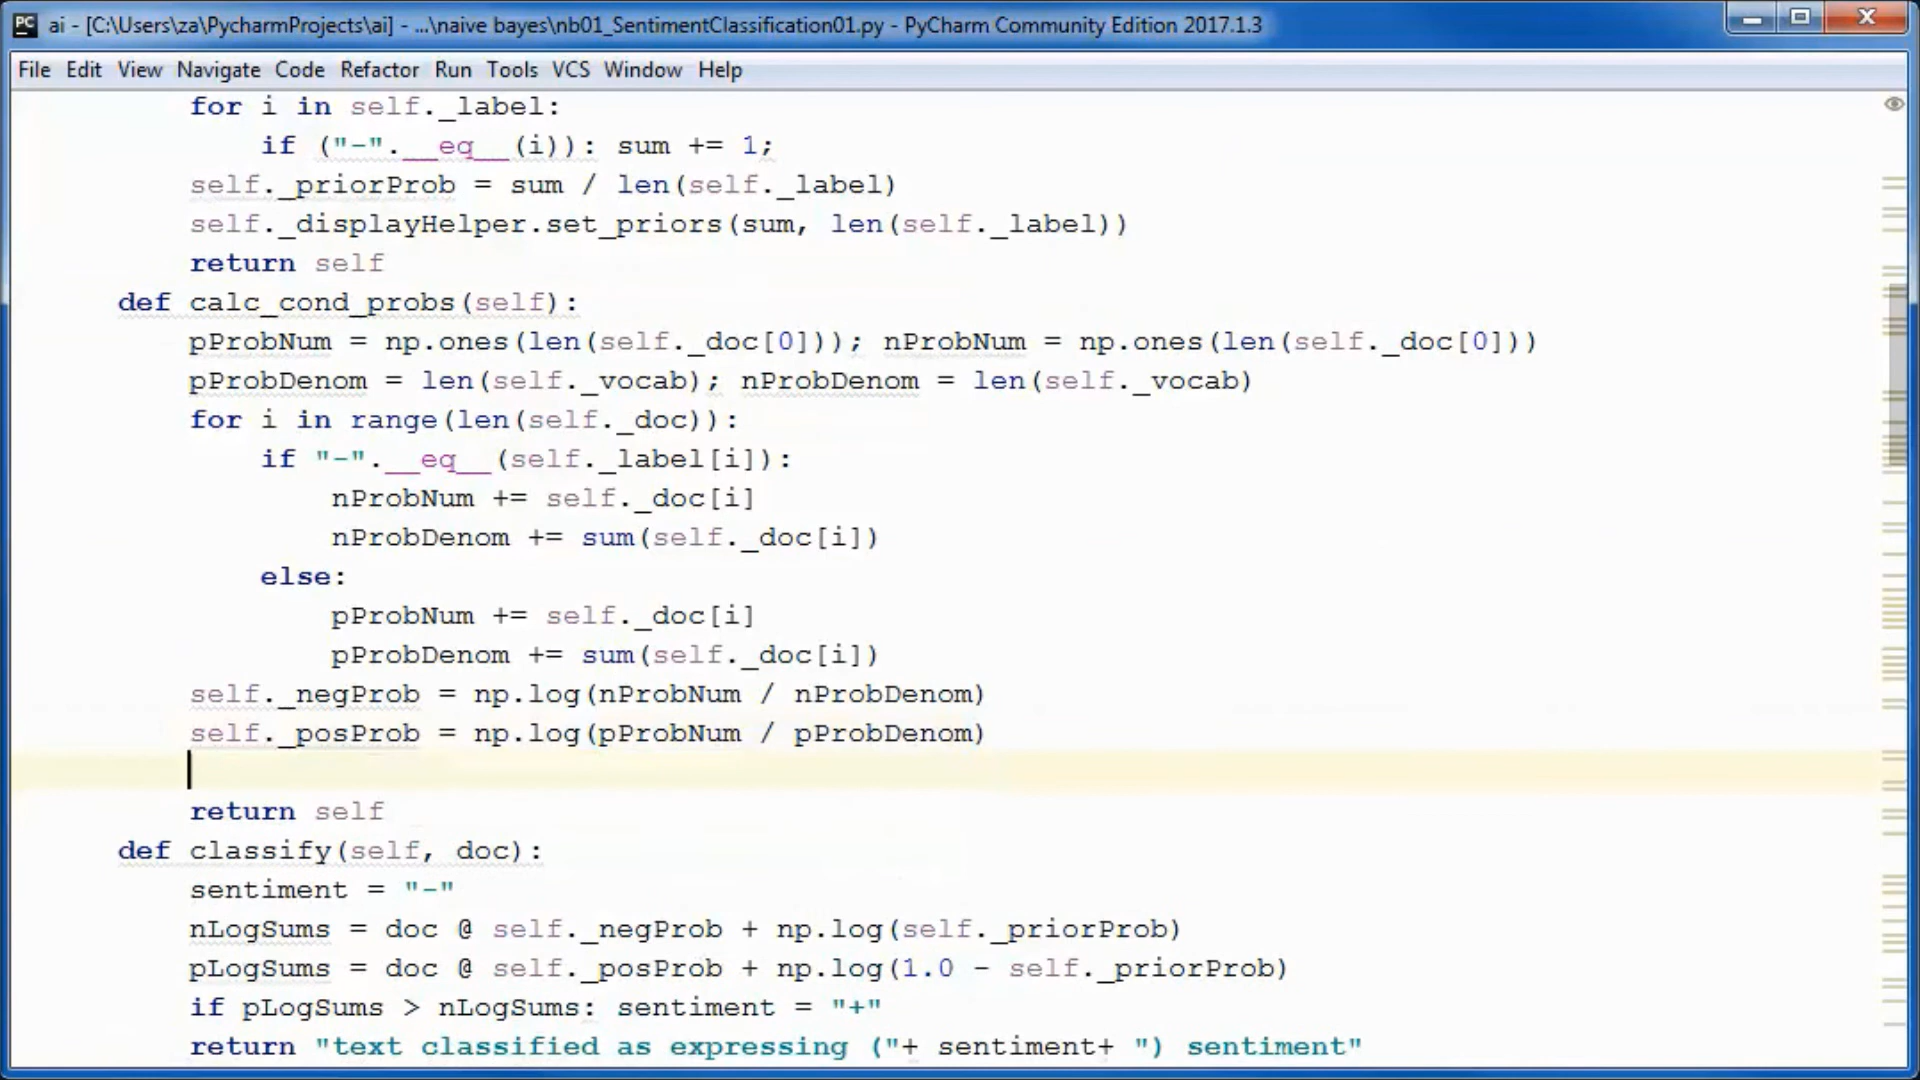 PC ai - [C:\Users\za\PycharmProjects\ai] - ...\naive bayes\nb01_SentimentClassification01.py - PyCharm Community Edition 2017.1.3
File Edit View Navigate Code Refactor Run Tools VCS Window Help
for i in self._label:
if ("-".__eq__(i)): sum += 1;
self._priorProb = sum / len(self._label)
self._displayHelper.set_priors(sum, len(self._label))
return self
def calc_cond_probs(self):
pProbNum = np.ones(len(self._doc[0])); nProbNum = np.ones(len(self._doc[0]))
pProbDenom = len(self._vocab); nProbDenom = len(self._vocab)
for i in range(len(self._doc)):
if "-".__eq__(self._label[i]):
nProbNum += self._doc[i]
nProbDenom += sum(self._doc[i])
else:
pProbNum += self._doc[i]
pProbDenom += sum(self._doc[i])
self._negProb = np.log(nProbNum / nProbDenom)
self._posProb = np.log(pProbNum / pProbDenom)
return self
def classify(self, doc):
sentiment = "-"
nLogSums = doc @ self._negProb + np.log(self._priorProb)
pLogSums = doc @ self._posProb + np.log(1.0 - self._priorProb)
if pLogSums > nLogSums: sentiment = "+"
return "text classified as expressing ("+ sentiment+ ") sentiment"